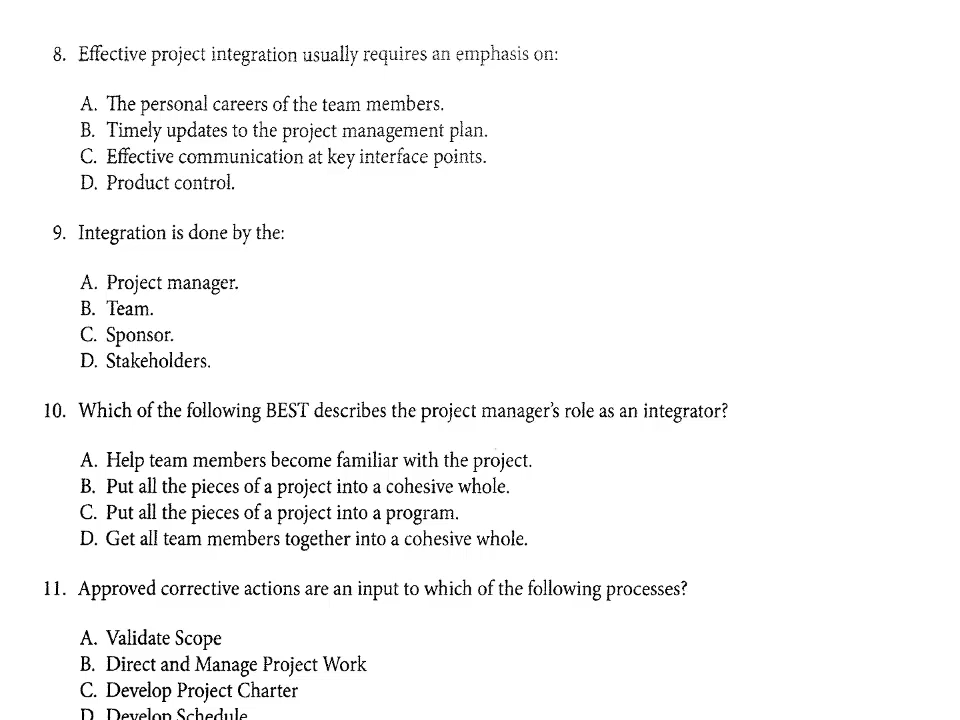 8. Effective project integration usually requires an emphasis on:
A. The personal careers of the team members.
B. Timely updates to the project management plan.
C. Effective communication at key interface points.
D. Product control.
9. Integration is done by the:
A. Project manager.
B. Team.
C. Sponsor.
D. Stakeholders.
10. Which of the following BEST describes the project manager's role as an integrator?
A. Help team members become familiar with the project.
B. Put all the pieces of a project into a cohesive whole.
C. Put all the pieces of a project into a program.
D. Get all team members together into a cohesive whole.
11. Approved corrective actions are an input to which of the following processes?
A. Validate Scope
B. Direct and Manage Project Work
C. Develop Project Charter
D. Develop Schedule